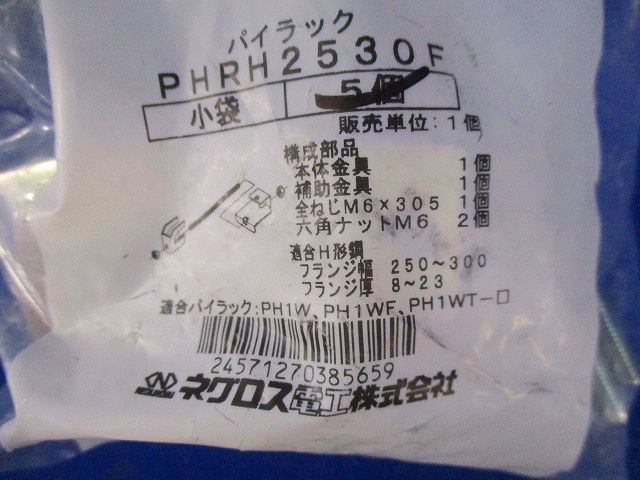 パイラック
PHRH2530F
小袋 5個
販売単位:1個
構成部品
本体金具 1個
補助金具 1個
全ねじM6×305 1個
六角ナットM6 2個
適合H形鋼
フランジ幅 250~300
フランジ厚 8~23
適合パイラック:PH1W、PH1WF、PH1WT-□
24571270385659
ネグロス電工株式会社